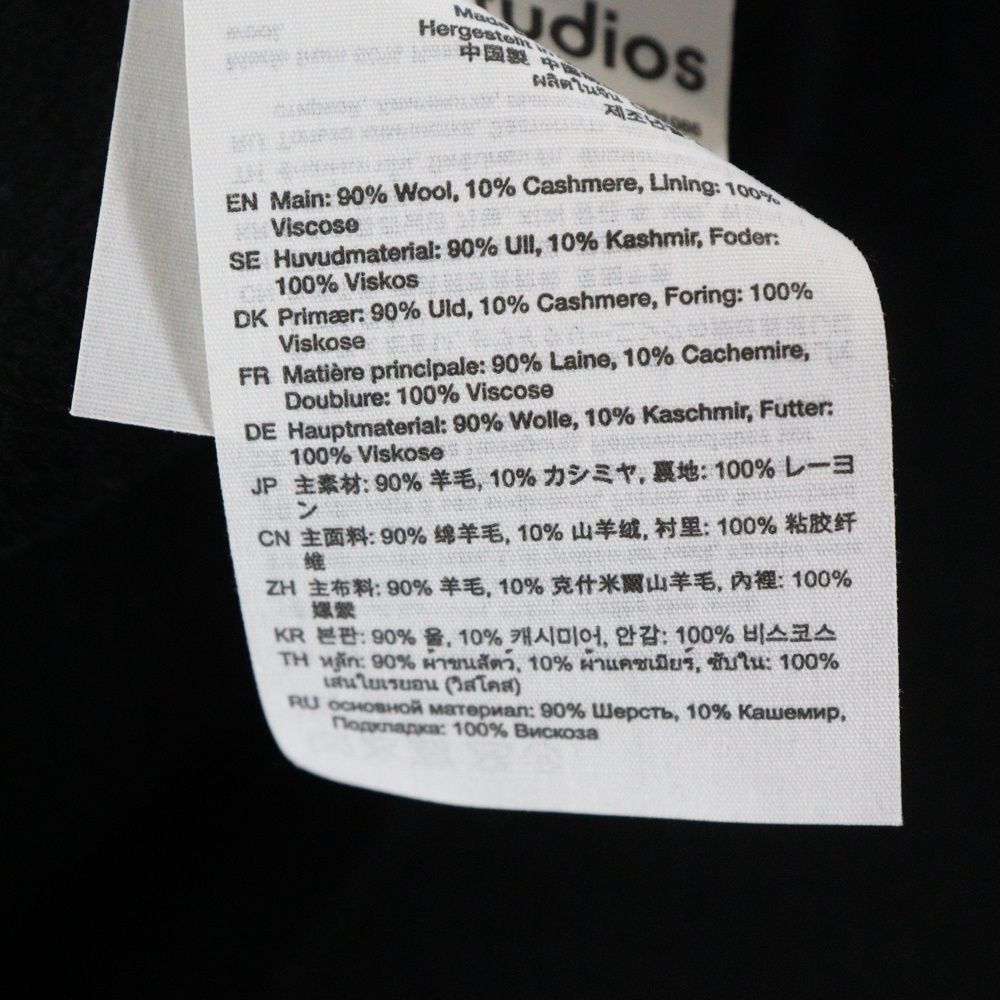 udios
Made
Hergestellt in
中国製
ผลิตในจีน
EN Main: 90% Wool, 10% Cashmere, Lining: 100%
Viscose
SE Huvudmaterial: 90% Ull, 10% Kashmir, Foder:
100% Viskos
DK Primær: 90% Uld, 10% Cashmere, Foring: 100%
Viskose
FR Matière principale: 90% Laine, 10% Cachemire,
Doublure: 100% Viscose
DE Hauptmaterial: 90% Wolle, 10% Kaschmir, Futter:
100% Viskose
JP 主素材: 90% 羊毛, 10% カシミヤ, 裏地: 100% レーヨ
ン
CN 主面料: 90% 绵羊毛, 10% 山羊绒, 衬里: 100% 粘胶纤
维
ZH 主布料: 90% 羊毛, 10% 克什米爾山羊毛, 內裡: 100%
嫘縈
KR 본판: 90% 울, 10% 캐시미어, 안감: 100% 비스코스
TH หลัก: 90% ผ้าขนสัตว์, 10% ผ้าแคชเมียร์, ซับใน: 100%
เส้นใยเรยอน (วิสโคส)
RU основной материал: 90% Шерсть, 10% Кашемир,
Подкладка: 100% Вискоза